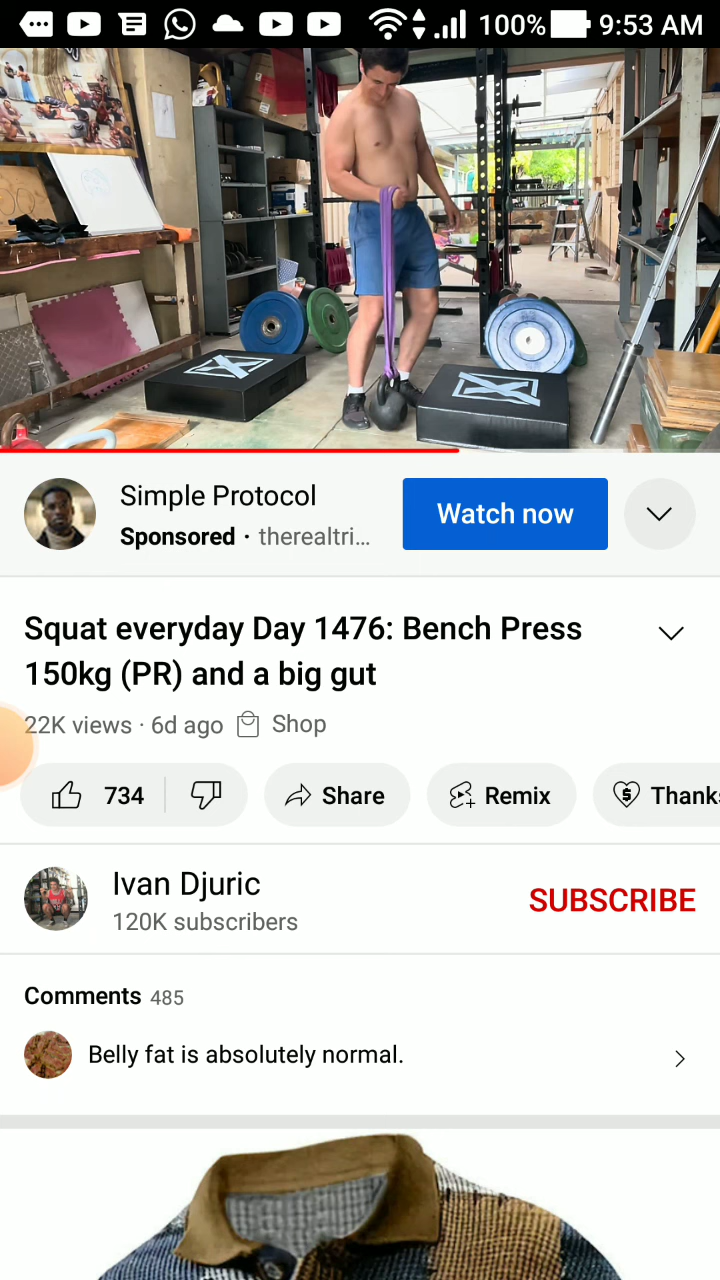 100% 9:53 AM
Simple Protocol
Sponsored · therealtri...
Watch now
Squat everyday Day 1476: Bench Press
150kg (PR) and a big gut
22K views · 6d ago Shop
734 Share Remix Thanks
Ivan Djuric
120K subscribers
SUBSCRIBE
Comments 485
Belly fat is absolutely normal.